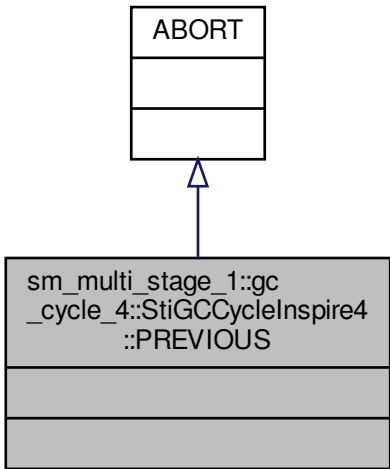 ABORT
sm_multi_stage_1::gc
_cycle_4::StiGCCycleInspire4
::PREVIOUS